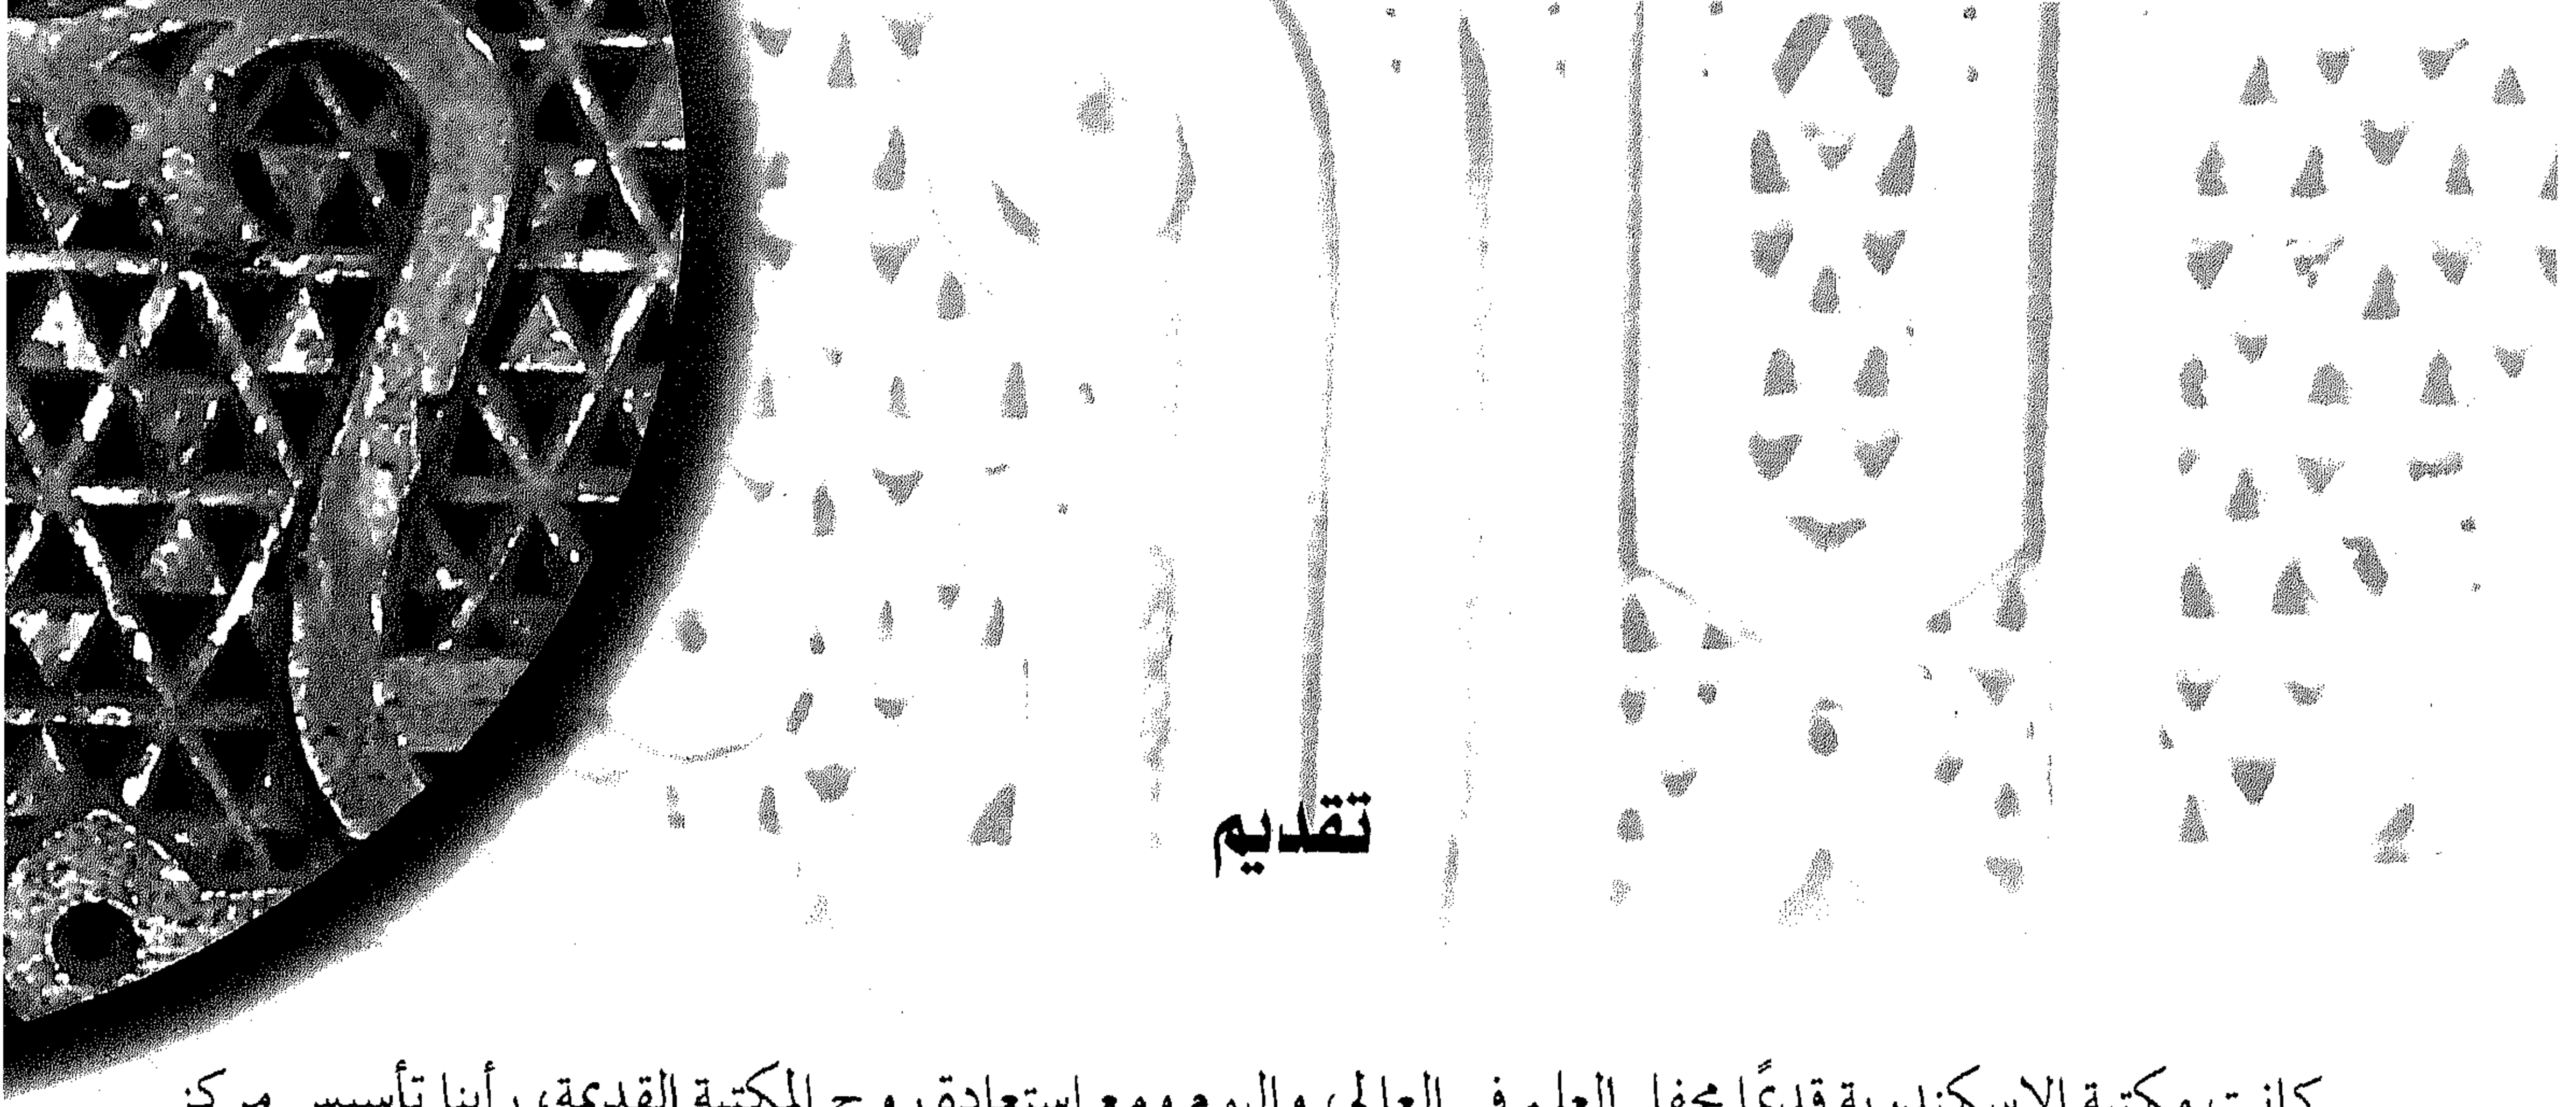 تقديم
كانت مكتبة الإسكندرية قديمًا محفل العلم في العالم، واليوم ومع استعادة روح المكتبة القديمة، رأينا تأسيس مركز